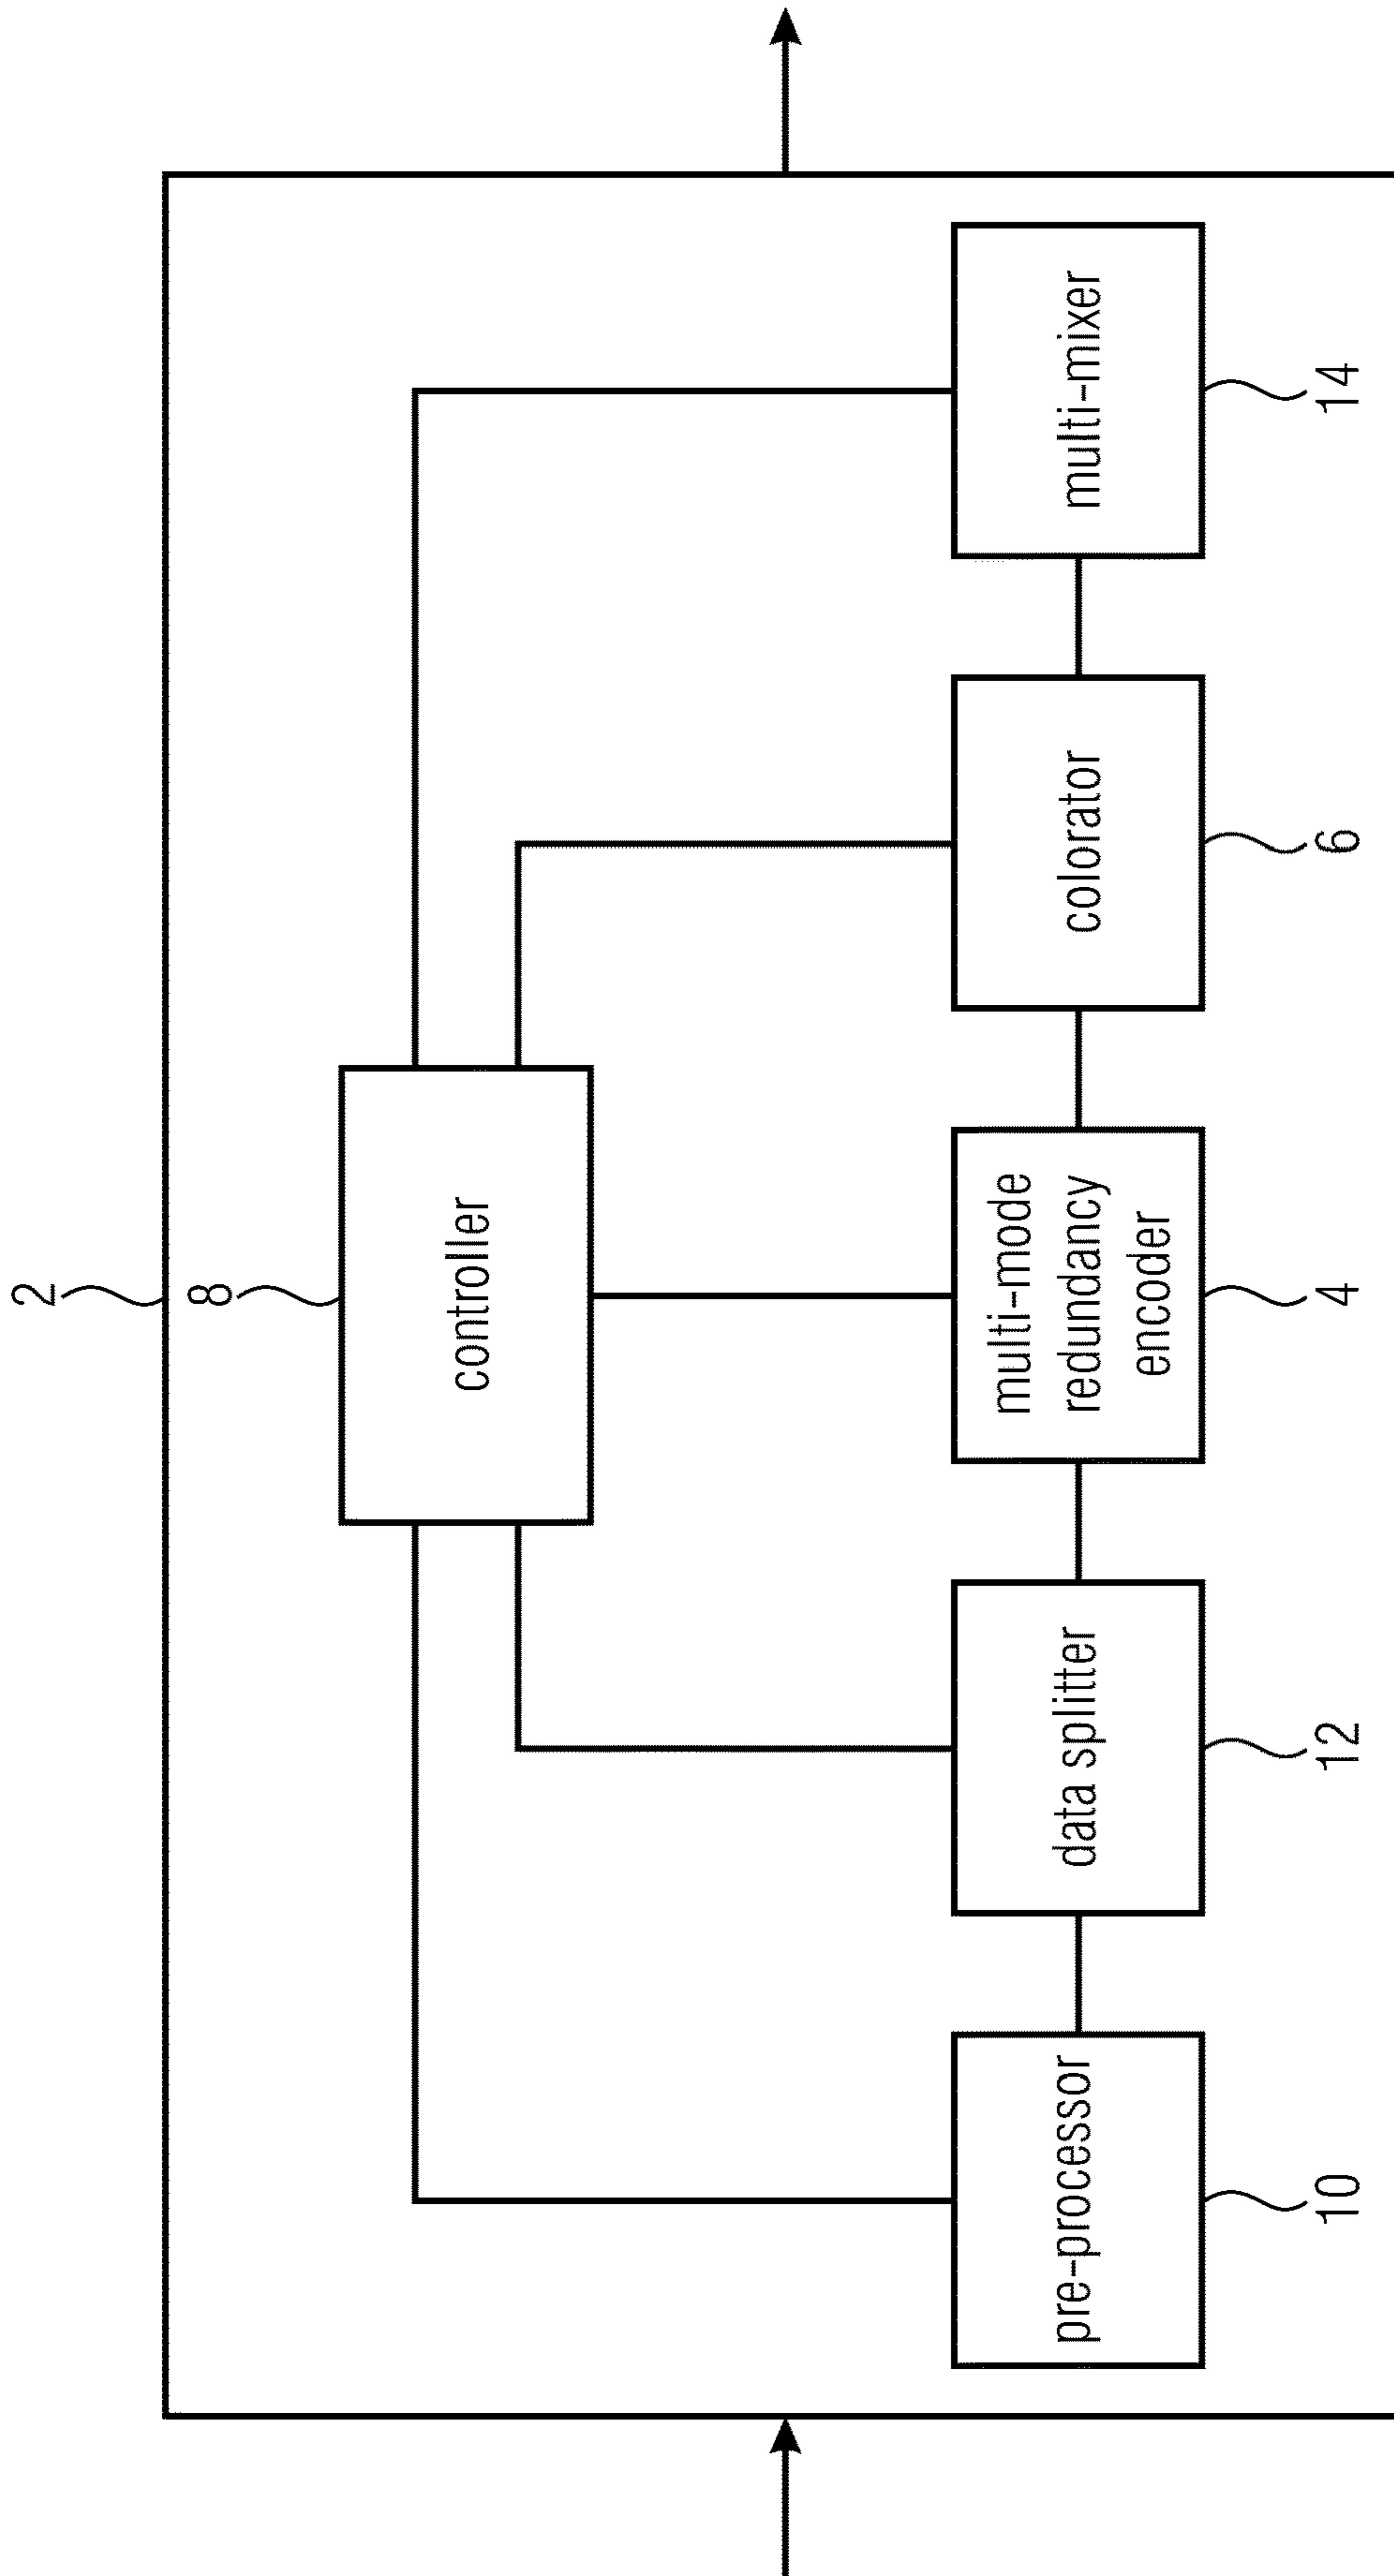 2
8
controller
pre-processor
data splitter
multi-mode
redundancy
encoder
colorator
multi-mixer
10
12
4
6
14